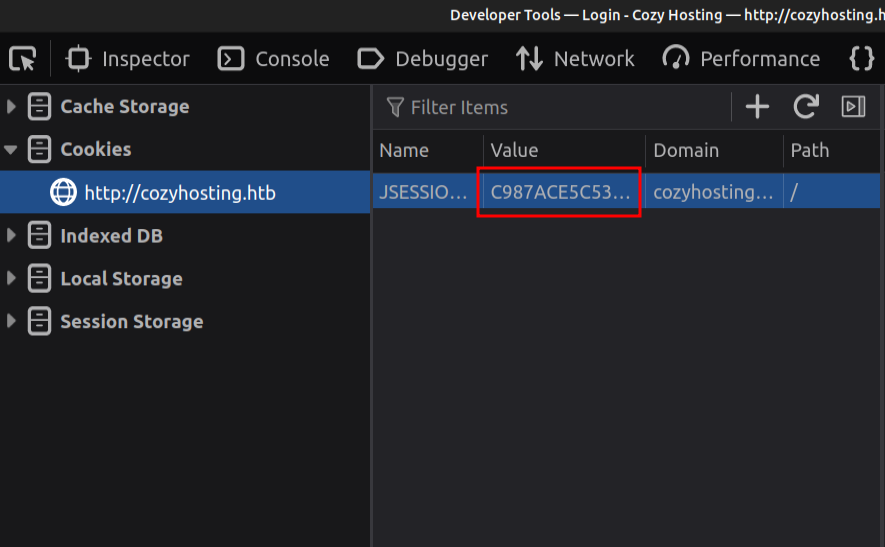 Developer Tools — Login - Cozy Hosting — http://cozyhosting.h
Inspector Console Debugger Network Performance {}
Cache Storage
Filter Items
Cookies
Name Value Domain Path
http://cozyhosting.htb
JSESSIO... C987ACE5C53... cozyhosting... /
Indexed DB
Local Storage
Session Storage